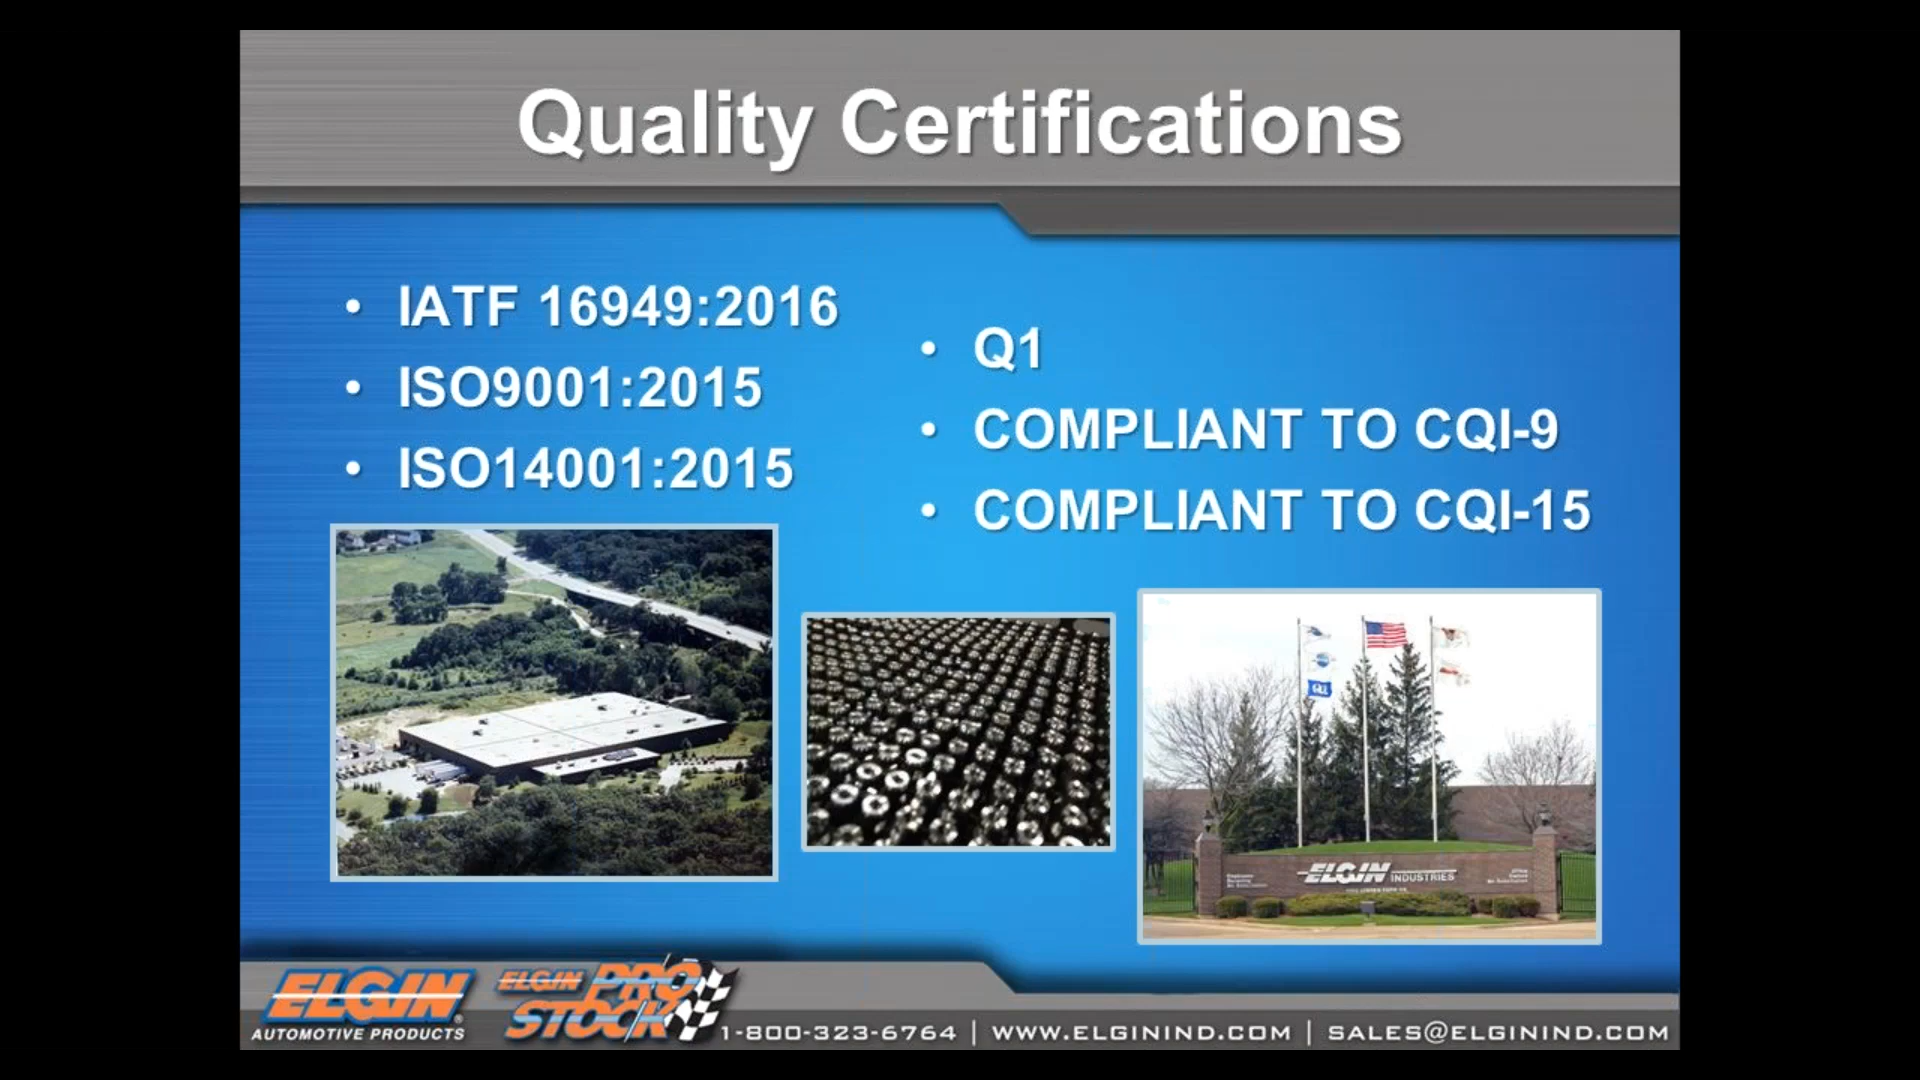 Quality Certifications
• IATF 16949:2016
• ISO9001:2015
• ISO14001:2015
• Q1
• COMPLIANT TO CQI-9
• COMPLIANT TO CQI-15
Q1
ELGIN INDUSTRIES
ELGIN®
AUTOMOTIVE PRODUCTS
ELGIN PRO
STOCK
1-800-323-6764 | WWW.ELGININD.COM | SALES@ELGININD.COM